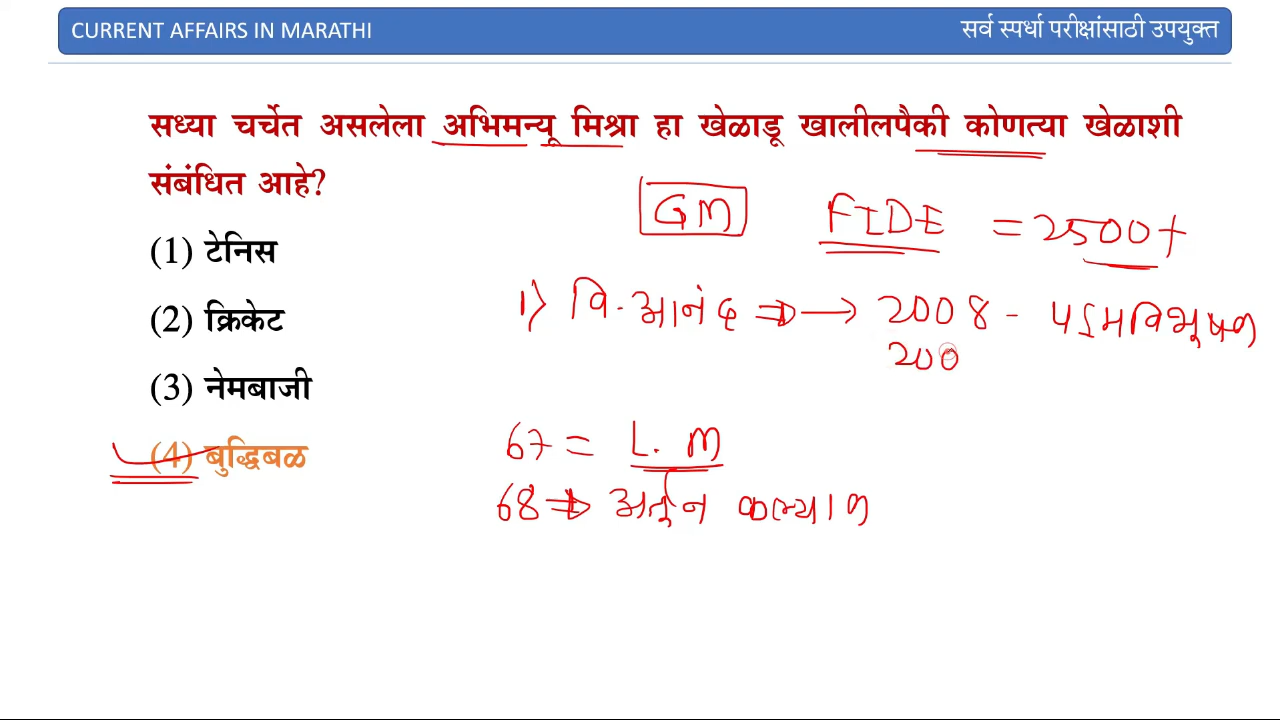 CURRENT AFFAIRS IN MARATHI
सर्व स्पर्धा परीक्षांसाठी उपयुक्त
सध्या चर्चेत असलेला अभिमन्यू मिश्रा हा खेळाडू खालीलपैकी कोणत्या खेळाशी
संबंधित आहे?
GM FIDE = 2500+
(1) टेनिस
1) वि. आनंद ⇒ → 2008 - पद्मविभूषण
(2) क्रिकेट
200
(3) नेमबाजी
67 = L. M
(4) बुद्धिबळ
68 ⇒ अर्जुन कल्याण